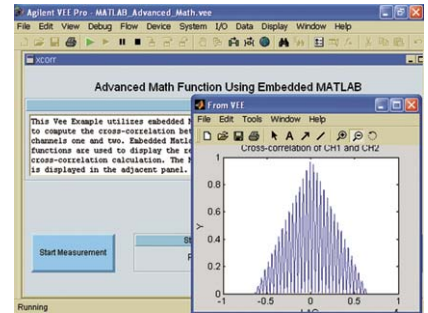 Agilent VEE Pro - MATLAB_Advanced_Math.vee
File Edit View Debug Flow Device System I/O Data Display Window Help
xcorr
Advanced Math Function Using Embedded MATLAB
This Vee Example utilizes embedded M
to compute the cross-correlation bet
channels one and two. Embedded Matla
functions are used to display the re
cross-correlation calculation. The M
is displayed in the adjacent panel.
St
Start Measurement
Running
From VEE
File Edit Tools Window Help
Cross-correlation of CH1 and CH2
1
0.8
0.6
0.4
0.2
0
Y
-1 -0.5 0 0.5 1
LAG